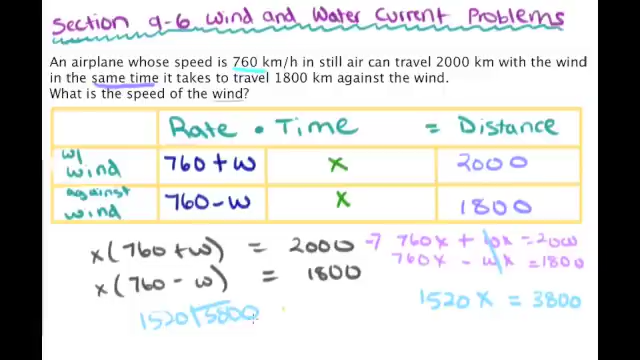 Section 9-6 Wind and Water Current Problems
An airplane whose speed is 760 km/h in still air can travel 2000 km with the wind
in the same time it takes to travel 1800 km against the wind.
What is the speed of the wind?
Rate • Time = Distance
w/ wind 760 + w x 2000
against wind 760 - w x 1800
x(760 + w) = 2000 → 760x + wx = 2000
x(760 - w) = 1800 760x - wx = 1800
1520x = 3800
1520)3800